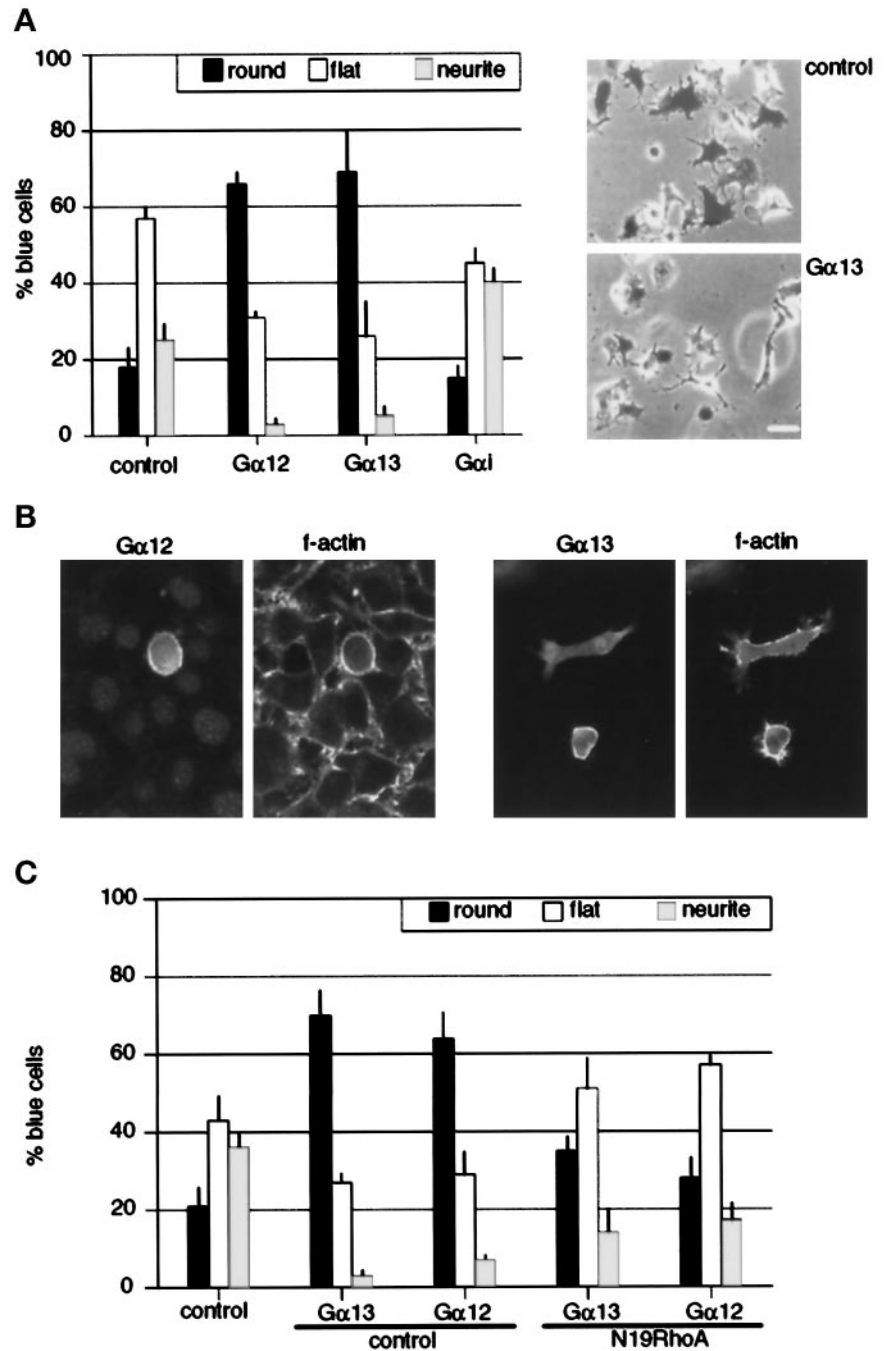 A
100
80
60
40
20
0
% blue cells
round flat neurite
control Gα12 Gα13 Gαi
control
Gα13
B
Gα12 f-actin Gα13 f-actin
C
100
80
60
40
20
0
% blue cells
round flat neurite
control Gα13 Gα12 Gα13 Gα12
control N19RhoA